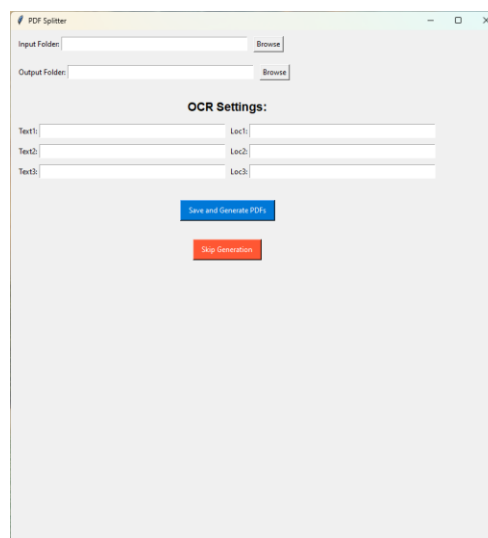 PDF Splitter
Input Folder: Browse
Output Folder: Browse
OCR Settings:
Text1: Loc1:
Text2: Loc2:
Text3: Loc3:
Save and Generate PDFs
Skip Generation